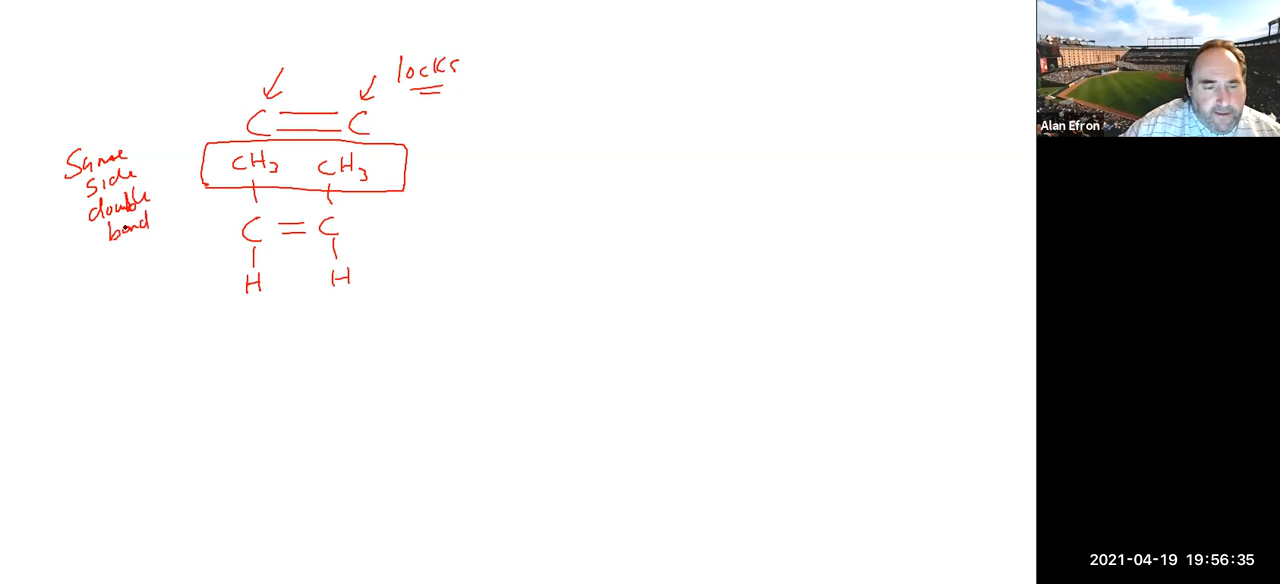 locks
C C
CH3 CH3
Same
side
double
bond
C = C
H H
Alan Efron
2021-04-19 19:56:35